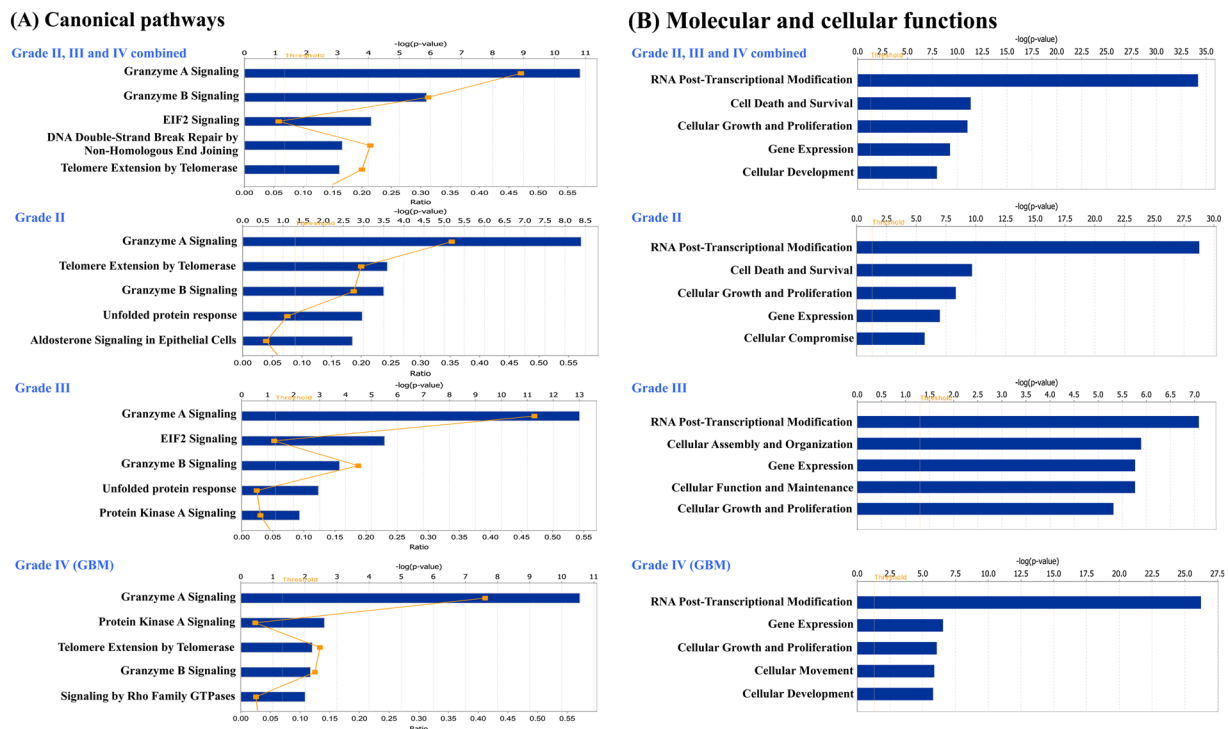 (A) Canonical pathways
Grade II, III and IV combined
-log(p-value)
0 1 2 3 4 5 6 7 8 9 10 11
Threshold
Granzyme A Signaling
Granzyme B Signaling
EIF2 Signaling
DNA Double-Strand Break Repair by
Non-Homologous End Joining
Telomere Extension by Telomerase
0.00 0.05 0.10 0.15 0.20 0.25 0.30 0.35 0.40 0.45 0.50 0.55
Ratio
Grade II
-log(p-value)
0.0 0.5 1.0 1.5 2.0 2.5 3.0 3.5 4.0 4.5 5.0 5.5 6.0 6.5 7.0 7.5 8.0 8.5
Threshold
Granzyme A Signaling
Telomere Extension by Telomerase
Granzyme B Signaling
Unfolded protein response
Aldosterone Signaling in Epithelial Cells
0.00 0.05 0.10 0.15 0.20 0.25 0.30 0.35 0.40 0.45 0.50 0.55
Ratio
Grade III
-log(p-value)
0 1 2 3 4 5 6 7 8 9 10 11 12 13
Threshold
Granzyme A Signaling
EIF2 Signaling
Granzyme B Signaling
Unfolded protein response
Protein Kinase A Signaling
0.00 0.05 0.10 0.15 0.20 0.25 0.30 0.35 0.40 0.45 0.50 0.55
Ratio
Grade IV (GBM)
-log(p-value)
0 1 2 3 4 5 6 7 8 9 10 11
Threshold
Granzyme A Signaling
Protein Kinase A Signaling
Telomere Extension by Telomerase
Granzyme B Signaling
Signaling by Rho Family GTPases
0.00 0.05 0.10 0.15 0.20 0.25 0.30 0.35 0.40 0.45 0.50 0.55
Ratio
(B) Molecular and cellular functions
Grade II, III and IV combined
-log(p-value)
0.0 2.5 5.0 7.5 10.0 12.5 15.0 17.5 20.0 22.5 25.0 27.5 30.0 32.5 35.0
Threshold
RNA Post-Transcriptional Modification
Cell Death and Survival
Cellular Growth and Proliferation
Gene Expression
Cellular Development
Grade II
-log(p-value)
0.0 2.5 5.0 7.5 10.0 12.5 15.0 17.5 20.0 22.5 25.0 27.5 30.0
Threshold
RNA Post-Transcriptional Modification
Cell Death and Survival
Cellular Growth and Proliferation
Gene Expression
Cellular Compromise
Grade III
-log(p-value)
0.0 0.5 1.0 1.5 2.0 2.5 3.0 3.5 4.0 4.5 5.0 5.5 6.0 6.5 7.0
Threshold
RNA Post-Transcriptional Modification
Cellular Assembly and Organization
Gene Expression
Cellular Function and Maintenance
Cellular Growth and Proliferation
Grade IV (GBM)
-log(p-value)
0.0 2.5 5.0 7.5 10.0 12.5 15.0 17.5 20.0 22.5 25.0 27.5
Threshold
RNA Post-Transcriptional Modification
Gene Expression
Cellular Growth and Proliferation
Cellular Movement
Cellular Development